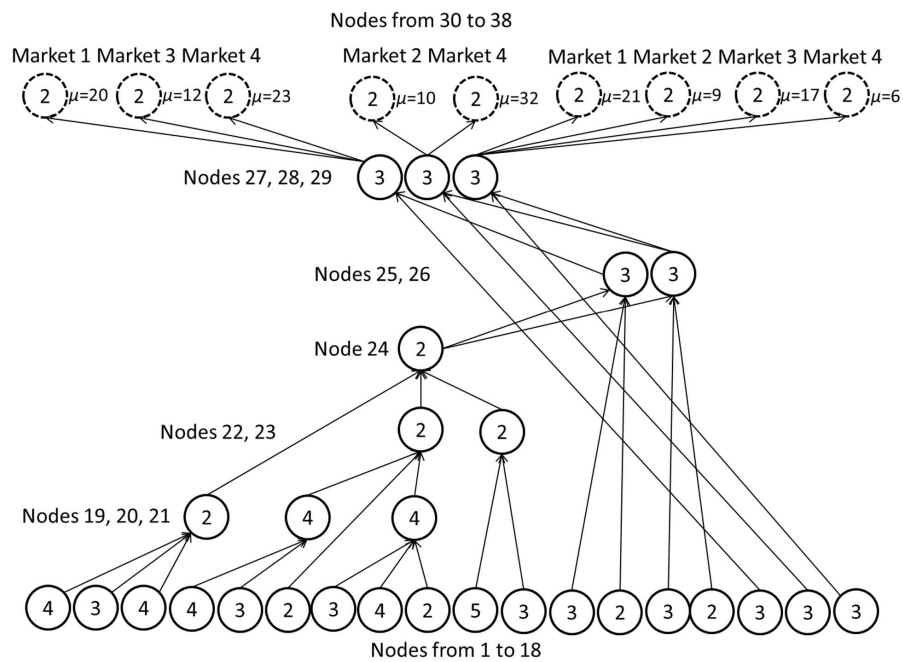 Nodes from 30 to 38
Market 1 Market 3 Market 4 Market 2 Market 4 Market 1 Market 2 Market 3 Market 4
2 μ=20 2 μ=12 2 μ=23 2 μ=10 2 μ=32 2 μ=21 2 μ=9 2 μ=17 2 μ=6
Nodes 27, 28, 29 3 3 3
Nodes 25, 26 3 3
Node 24 2
Nodes 22, 23 2 2
Nodes 19, 20, 21 2 4 4
4 3 4 4 3 2 3 4 2 5 3 3 2 3 2 3 3 3
Nodes from 1 to 18